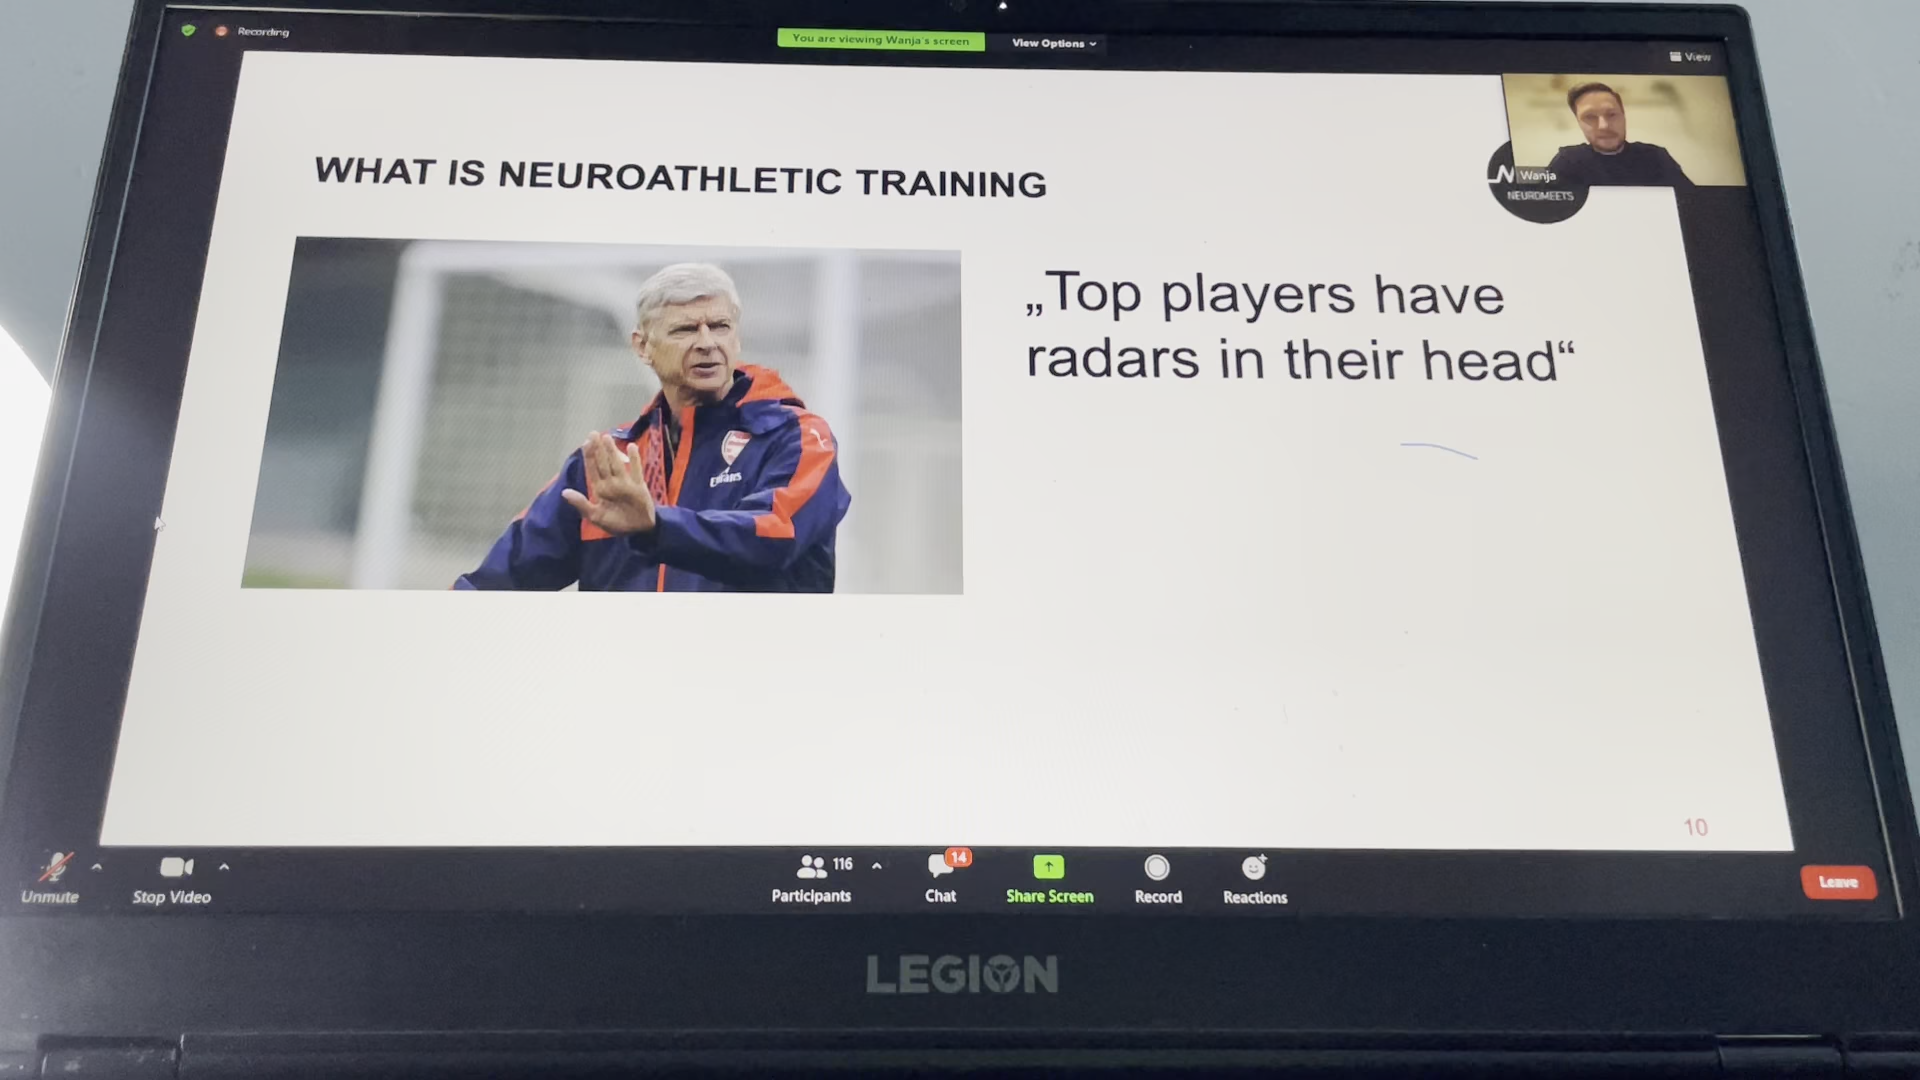 Recording
You are viewing Wanja's screen
View Options
View
WHAT IS NEUROATHLETIC TRAINING
Wanja
NEUROMEETS
„Top players have
radars in their head“
Emirates
10
Unmute
Stop Video
116
Participants
14
Chat
Share Screen
Record
Reactions
Leave
LEGION